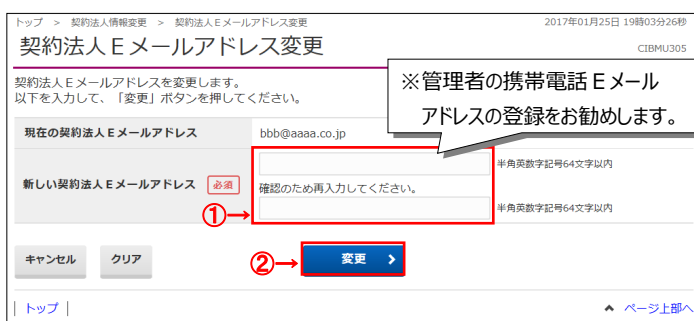 トップ > 契約法人情報変更 > 契約法人Eメールアドレス変更
2017年01月25日 19時03分26秒
契約法人Eメールアドレス変更
CIBMU305
契約法人Eメールアドレスを変更します。
以下を入力して、「変更」ボタンを押してください。
※管理者の携帯電話Eメール
アドレスの登録をお勧めします。
現在の契約法人Eメールアドレス
bbb@aaaa.co.jp
半角英数字記号64文字以内
新しい契約法人Eメールアドレス 必須
確認のため再入力してください。
①→
半角英数字記号64文字以内
キャンセル クリア ②→ 変更 >
| トップ |
ページ上部へ